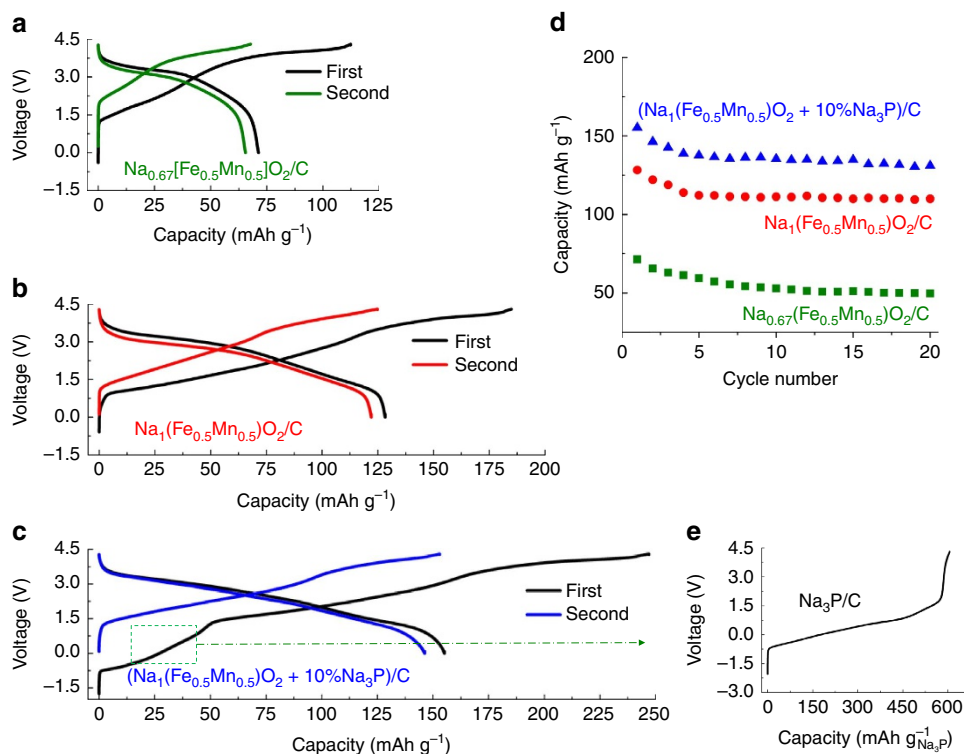 a
4.5
3.0
1.5
0.0
−1.5
Voltage (V)
First
Second
Na0.67[Fe0.5Mn0.5]O2/C
0 25 50 75 100 125
Capacity (mAh g−1)
b
4.5
3.0
1.5
0.0
−1.5
Voltage (V)
First
Second
Na1(Fe0.5Mn0.5)O2/C
0 25 50 75 100 125 150 175 200
Capacity (mAh g−1)
c
4.5
3.0
1.5
0.0
−1.5
Voltage (V)
First
Second
(Na1(Fe0.5Mn0.5)O2 + 10%Na3P)/C
0 25 50 75 100 125 150 175 200 225 250
Capacity (mAh g−1)
d
200
150
100
50
Capacity (mAh g−1)
(Na1(Fe0.5Mn0.5)O2 + 10%Na3P)/C
Na1(Fe0.5Mn0.5)O2/C
Na0.67(Fe0.5Mn0.5)O2/C
0 5 10 15 20
Cycle number
e
4.5
3.0
1.5
0.0
−1.5
−3.0
Voltage (V)
Na3P/C
0 150 300 450 600
Capacity (mAh g−1Na3P)